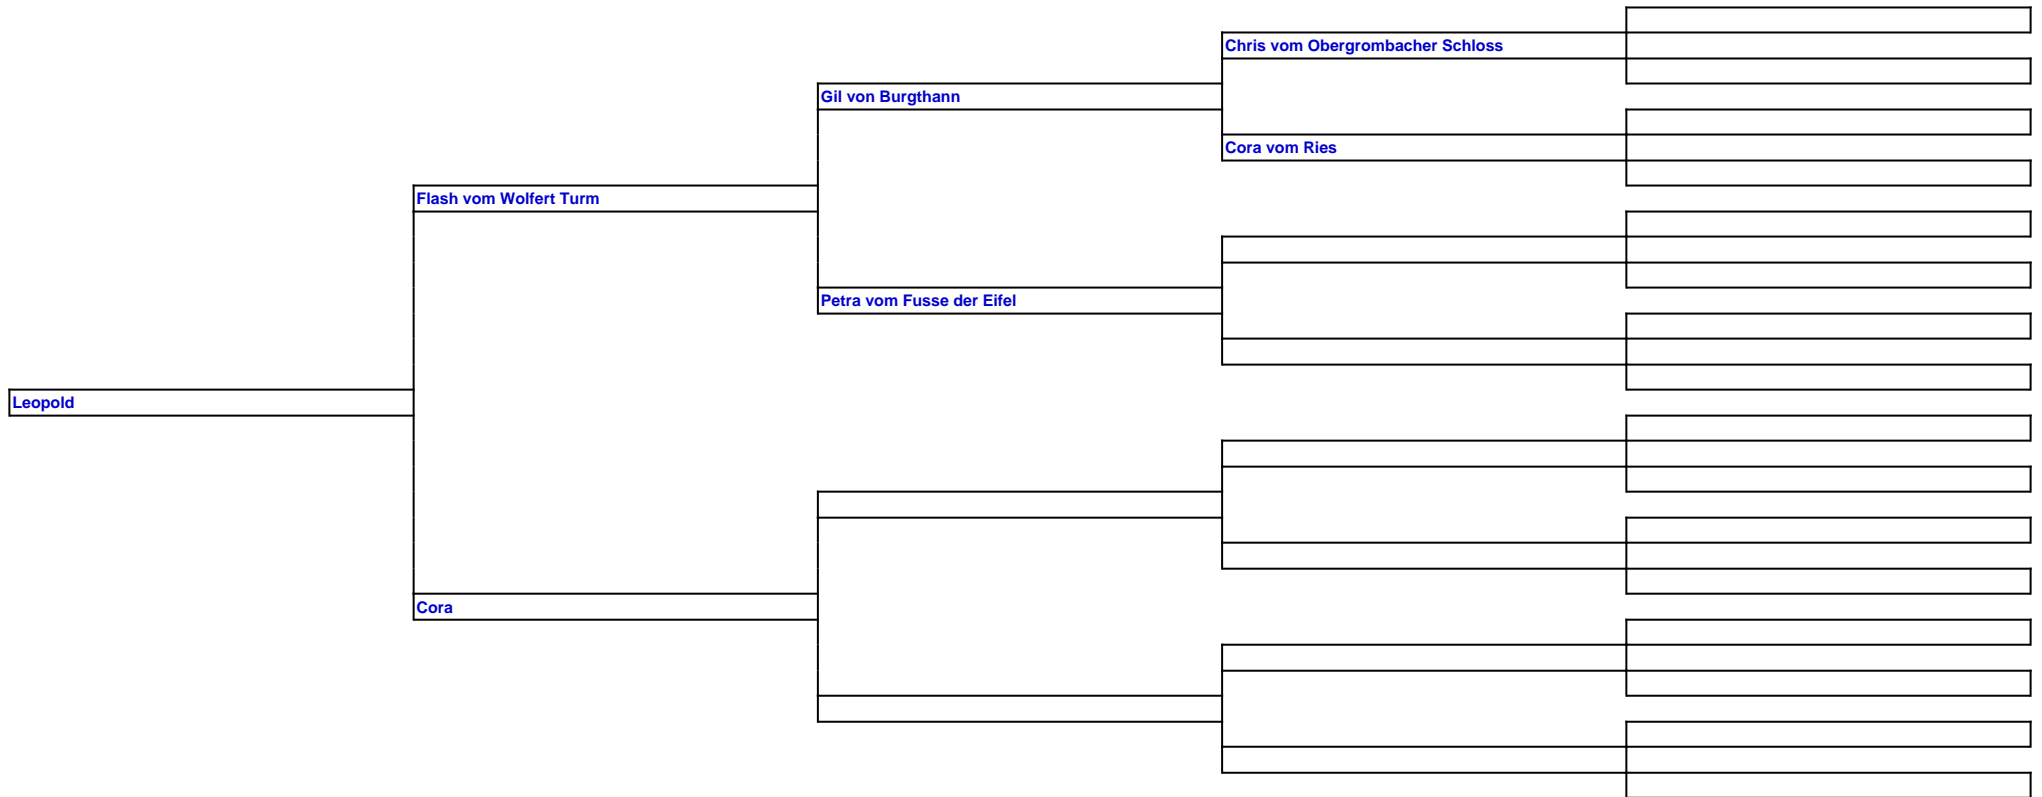 Chris vom Obergrombacher Schloss
Gil von Burgthann
Cora vom Ries
Flash vom Wolfert Turm
Petra vom Fusse der Eifel
Leopold
Cora